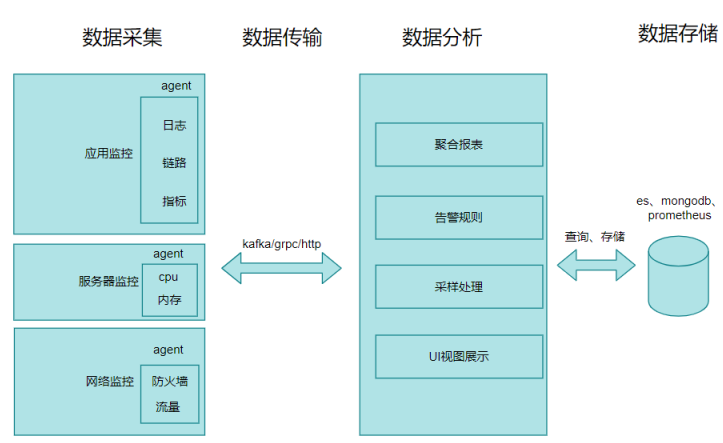 数据采集
数据传输
数据分析
数据存储
agent
应用监控
日志
链路
指标
agent
服务器监控
cpu
内存
agent
网络监控
防火墙
流量
kafka/grpc/http
聚合报表
告警规则
采样处理
UI视图展示
查询、存储
es、mongodb、
prometheus